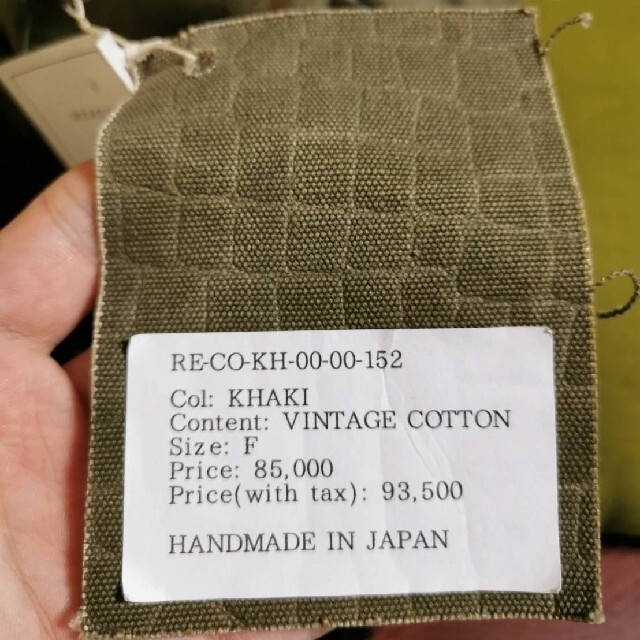 RE-CO-KH-00-00-152
Col: KHAKI
Content: VINTAGE COTTON
Size: F
Price: 85,000
Price(with tax): 93,500
HANDMADE IN JAPAN